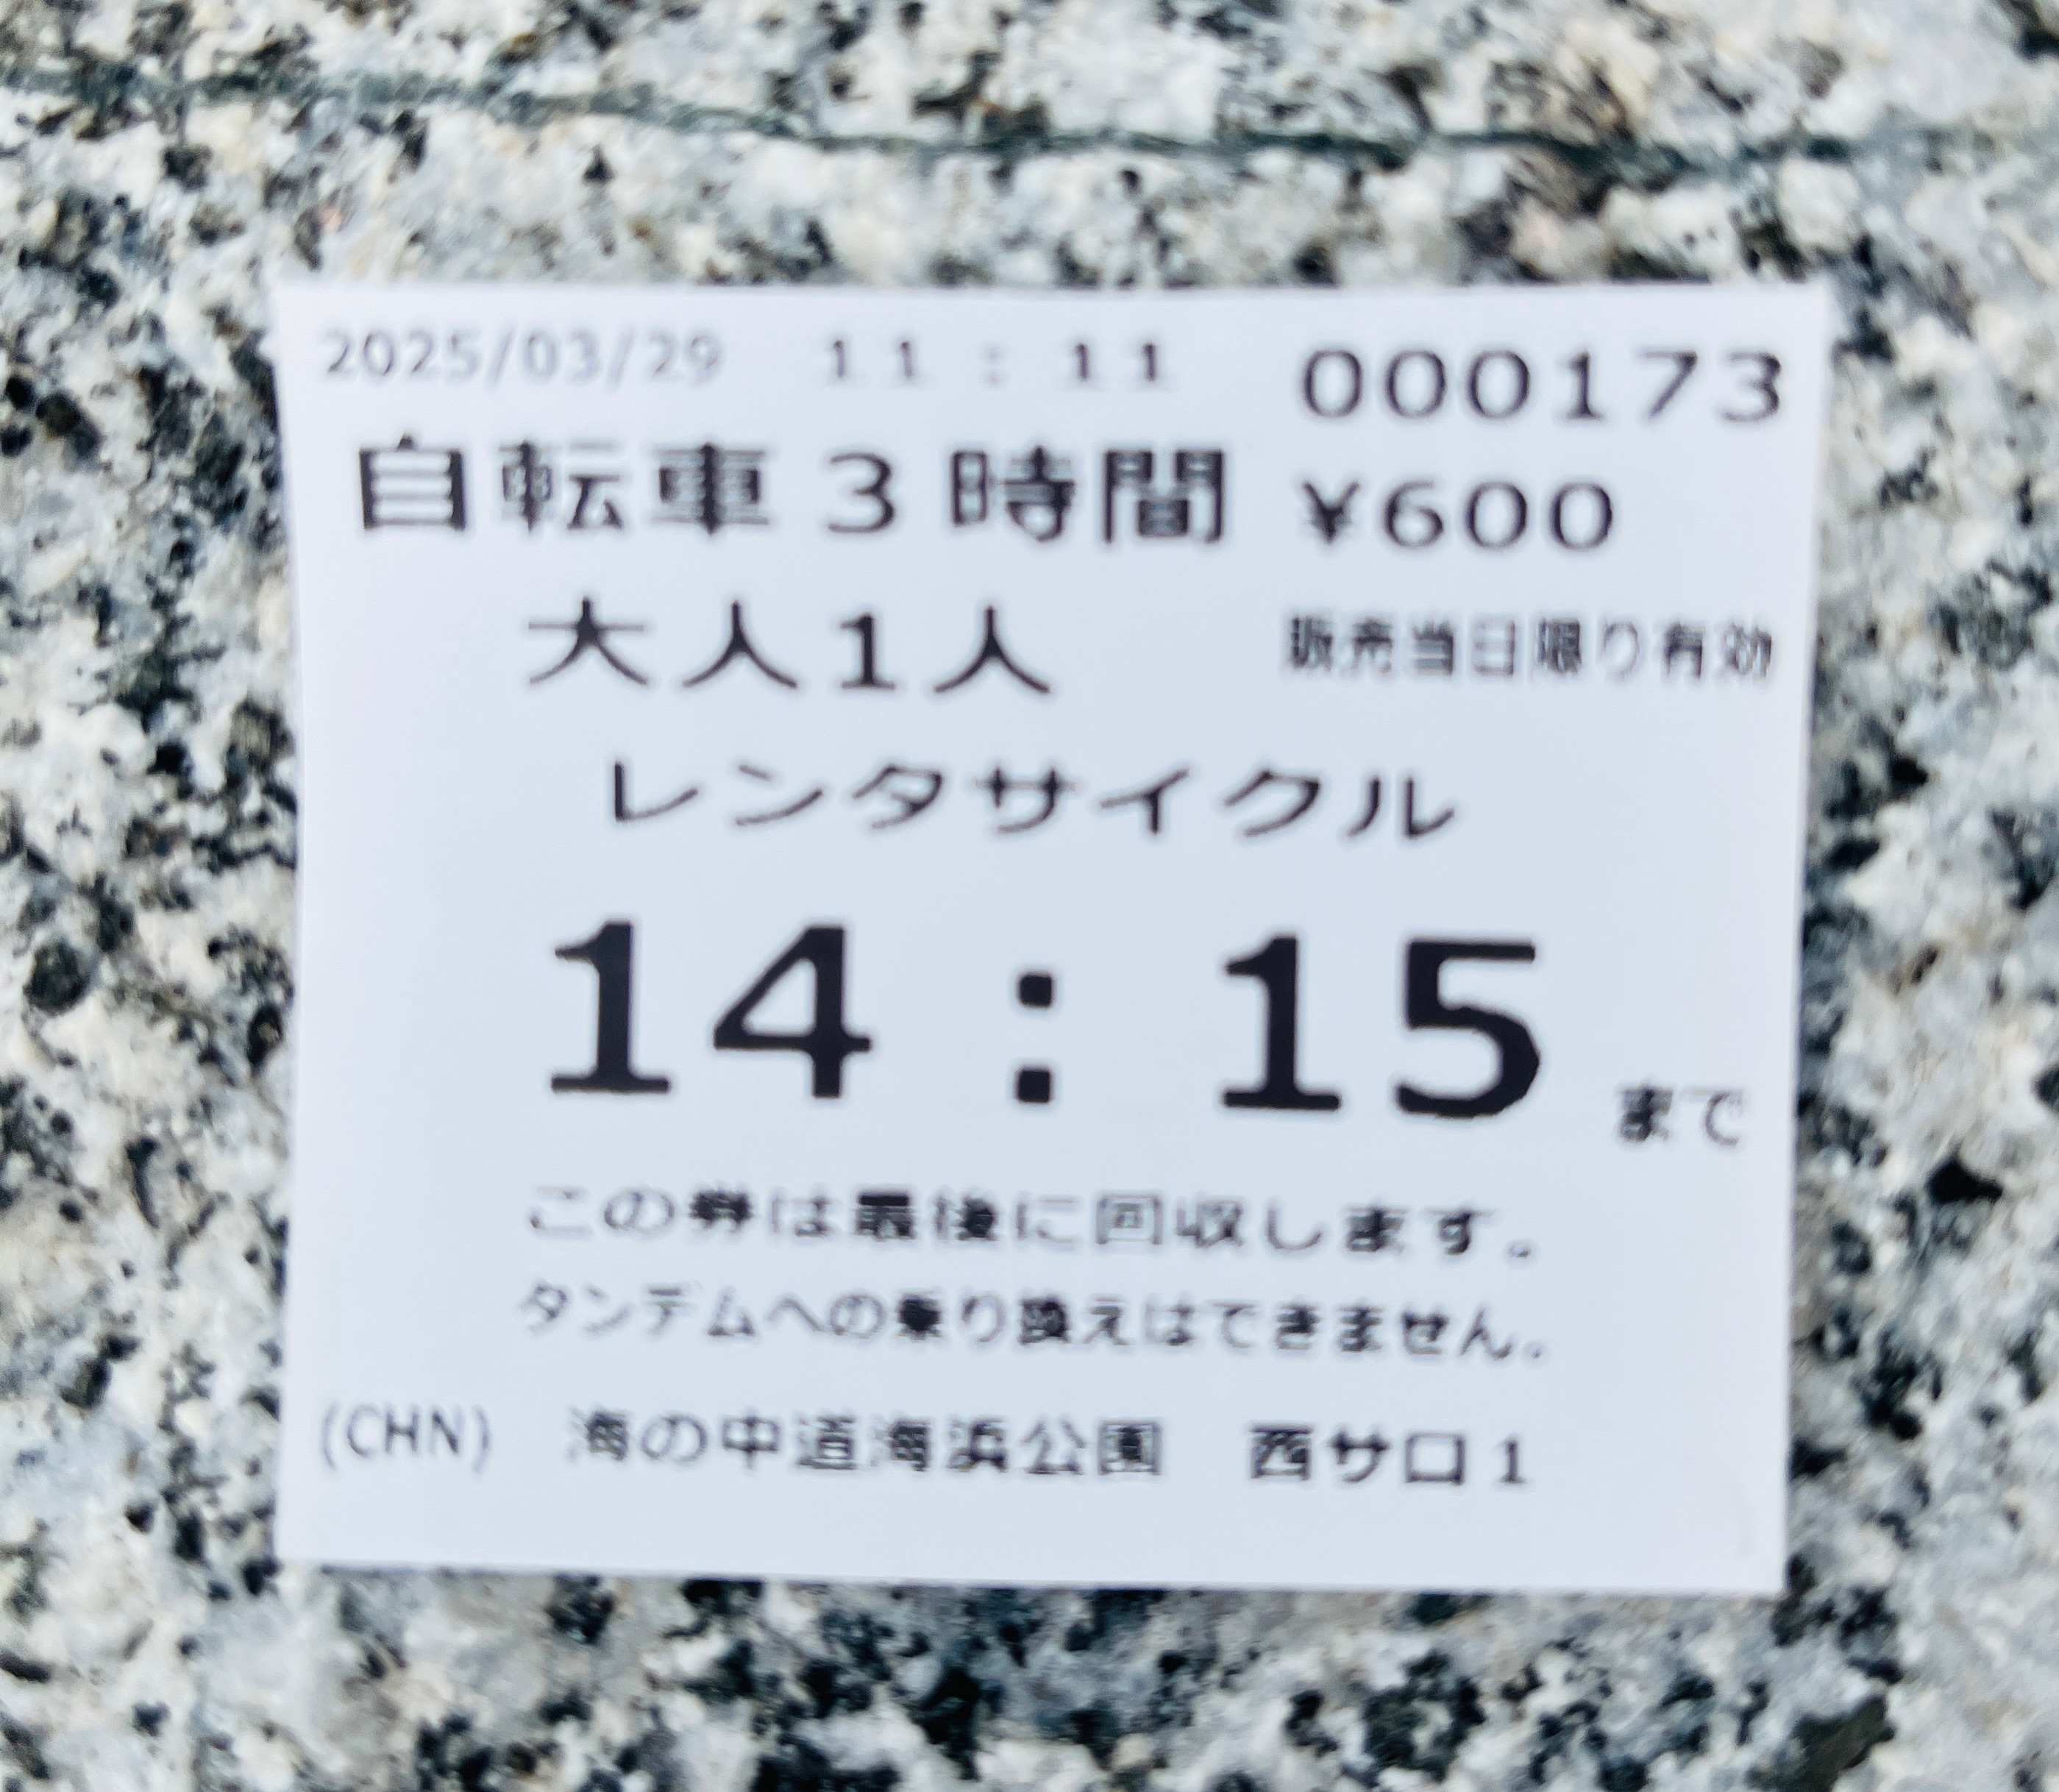 2025/03/29 11:11 000173
自転車3時間 ¥600
大人1人 販売当日限り有効
レンタサイクル
14:15まで
この券は最後に回収します。
タンデムへの乗り換えはできません。
(CHN) 海の中道海浜公園 西サロ1